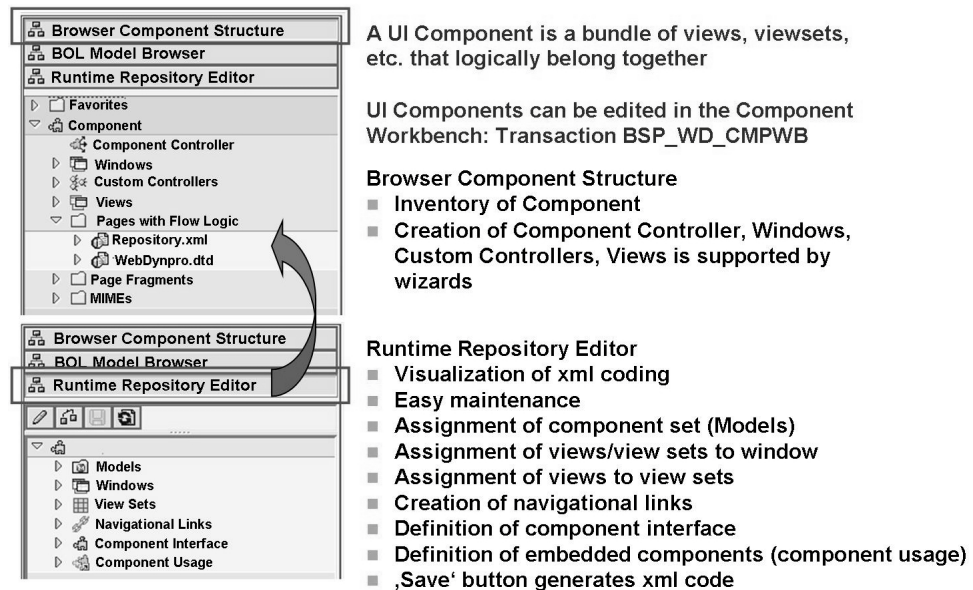 Browser Component Structure
BOL Model Browser
Runtime Repository Editor
Favorites
Component
Component Controller
Windows
Custom Controllers
Views
Pages with Flow Logic
Repository.xml
WebDynpro.dtd
Page Fragments
MIMEs
A UI Component is a bundle of views, viewsets,
etc. that logically belong together
UI Components can be edited in the Component
Workbench: Transaction BSP_WD_CMPWB
Browser Component Structure
Inventory of Component
Creation of Component Controller, Windows,
Custom Controllers, Views is supported by
wizards
Browser Component Structure
BOL Model Browser
Runtime Repository Editor
Models
Windows
View Sets
Navigational Links
Component Interface
Component Usage
Runtime Repository Editor
Visualization of xml coding
Easy maintenance
Assignment of component set (Models)
Assignment of views/view sets to window
Assignment of views to view sets
Creation of navigational links
Definition of component interface
Definition of embedded components (component usage)
‚Save‘ button generates xml code